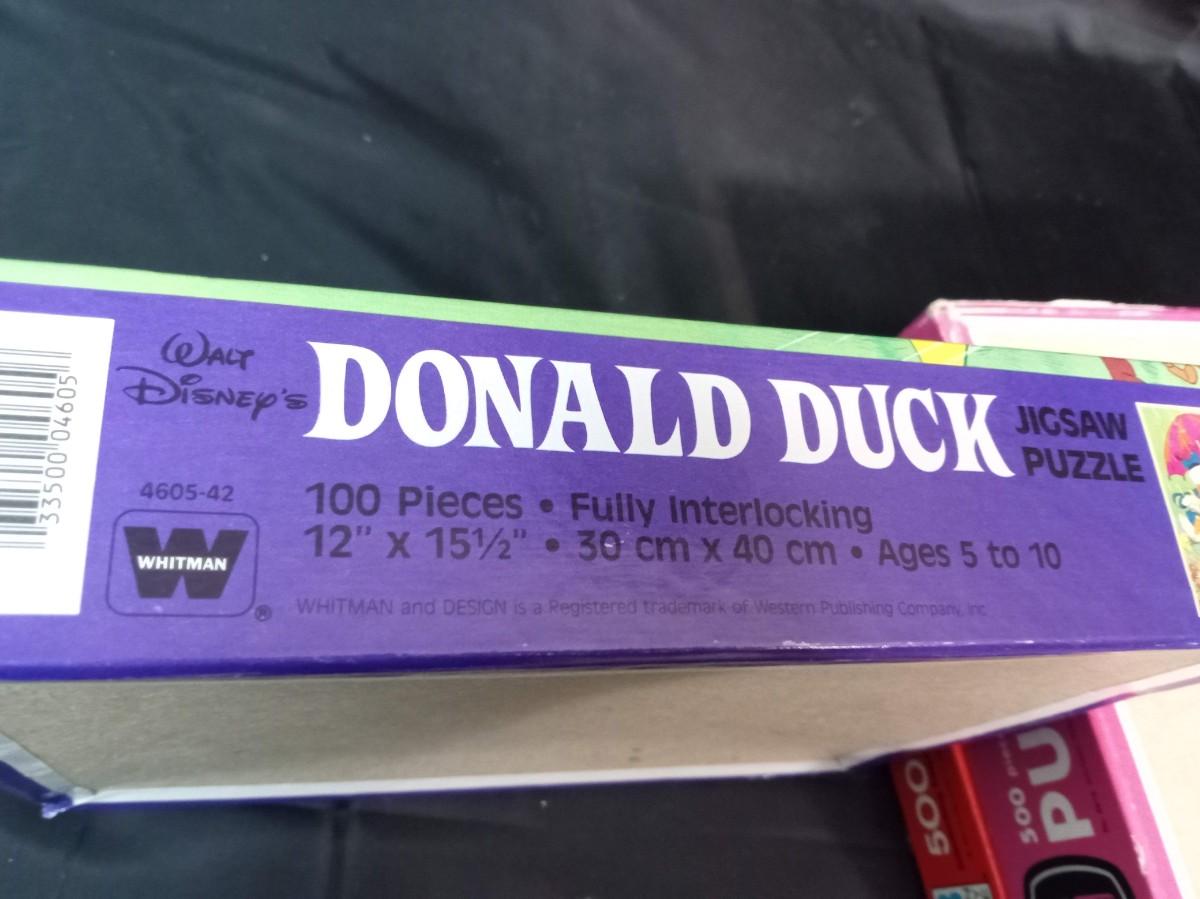 WALT
DISNEY'S
DONALD DUCK
JIGSAW
PUZZLE
4605-42
WHITMAN
®
100 Pieces • Fully Interlocking
12" x 15½" • 30 cm x 40 cm • Ages 5 to 10
WHITMAN and DESIGN is a Registered trademark of Western Publishing Company, Inc
33500 04605
500
500
PU